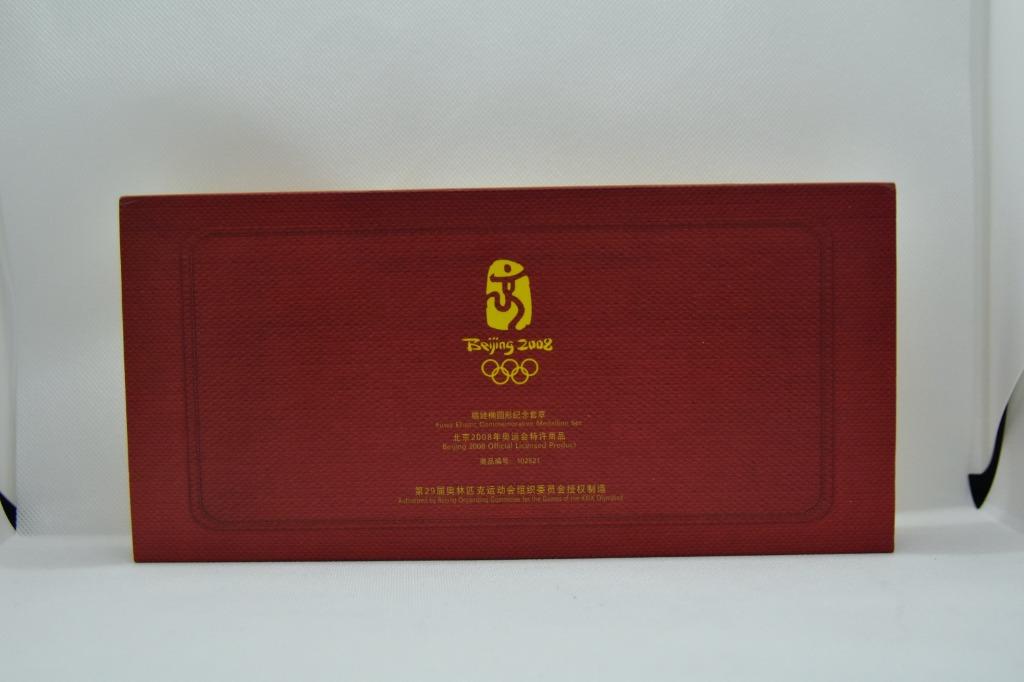 Beijing 2008
福娃椭圆形纪念套章
Fuwa Elliptic Commemorative Medallion Set
北京2008年奥运会特许商品
Beijing 2008 Official Licensed Product
商品编号: 102621
第29届奥林匹克运动会组织委员会授权制造
Authorized by Beijing Organizing Committee for the Games of the XXIX Olympiad